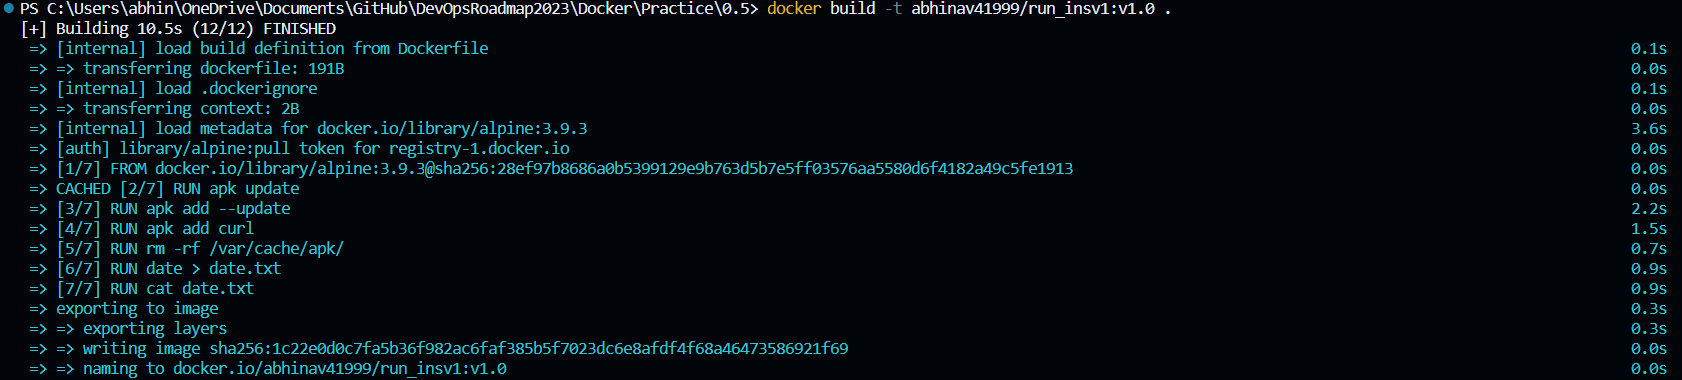 PS C:\Users\abhin\OneDrive\Documents\GitHub\DevOpsRoadmap2023\Docker\Practice\0.5> docker build -t abhinav41999/run_insv1:v1.0 .
[+] Building 10.5s (12/12) FINISHED
=> [internal] load build definition from Dockerfile 0.1s
=> => transferring dockerfile: 191B 0.0s
=> [internal] load .dockerignore 0.1s
=> => transferring context: 2B 0.0s
=> [internal] load metadata for docker.io/library/alpine:3.9.3 3.6s
=> [auth] library/alpine:pull token for registry-1.docker.io 0.0s
=> [1/7] FROM docker.io/library/alpine:3.9.3@sha256:28ef97b8686a0b5399129e9b763d5b7e5ff03576aa5580d6f4182a49c5fe1913 0.0s
=> CACHED [2/7] RUN apk update 0.0s
=> [3/7] RUN apk add --update 2.2s
=> [4/7] RUN apk add curl 1.5s
=> [5/7] RUN rm -rf /var/cache/apk/ 0.7s
=> [6/7] RUN date > date.txt 0.9s
=> [7/7] RUN cat date.txt 0.9s
=> exporting to image 0.3s
=> => exporting layers 0.3s
=> => writing image sha256:1c22e0d0c7fa5b36f982ac6faf385b5f7023dc6e8afdf4f68a46473586921f69 0.0s
=> => naming to docker.io/abhinav41999/run_insv1:v1.0 0.0s